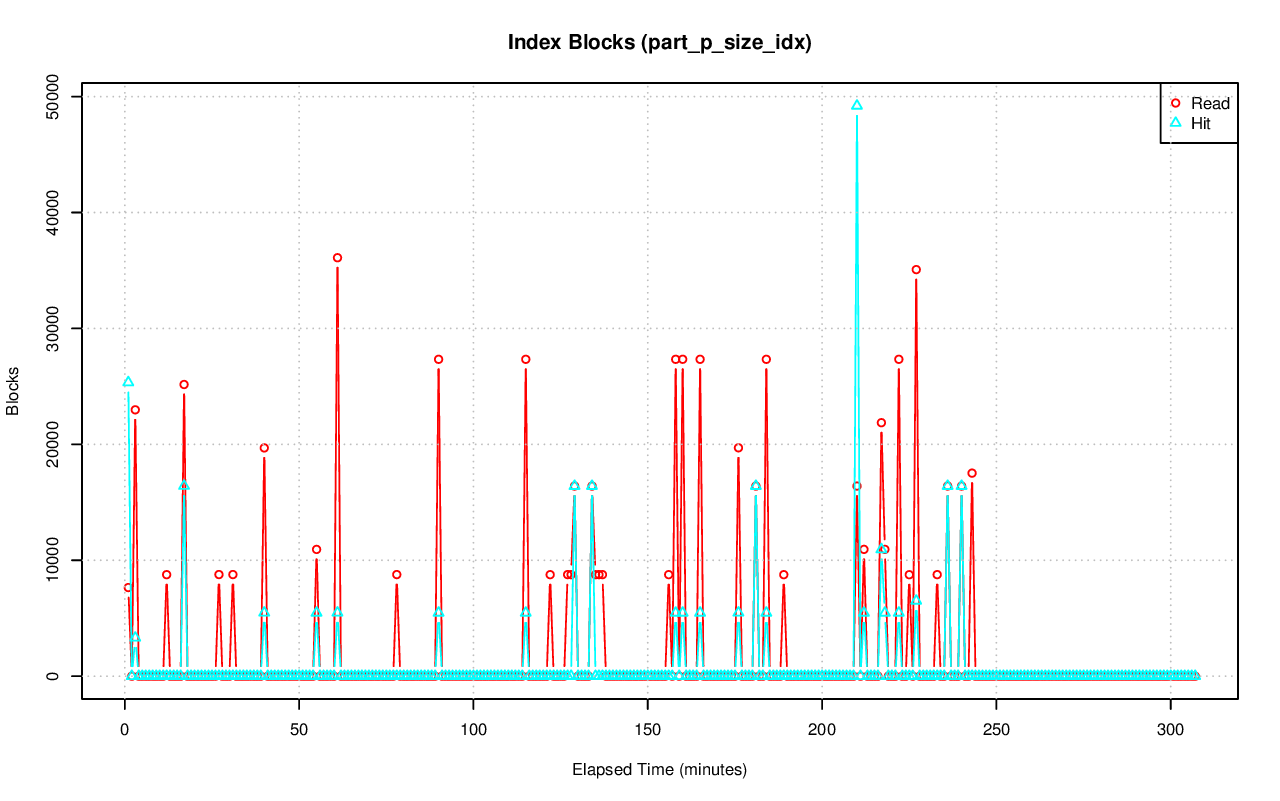 Index Blocks (part_p_size_idx)
Read
Hit
Blocks
50000
40000
30000
20000
10000
0
0 50 100 150 200 250 300
Elapsed Time (minutes)